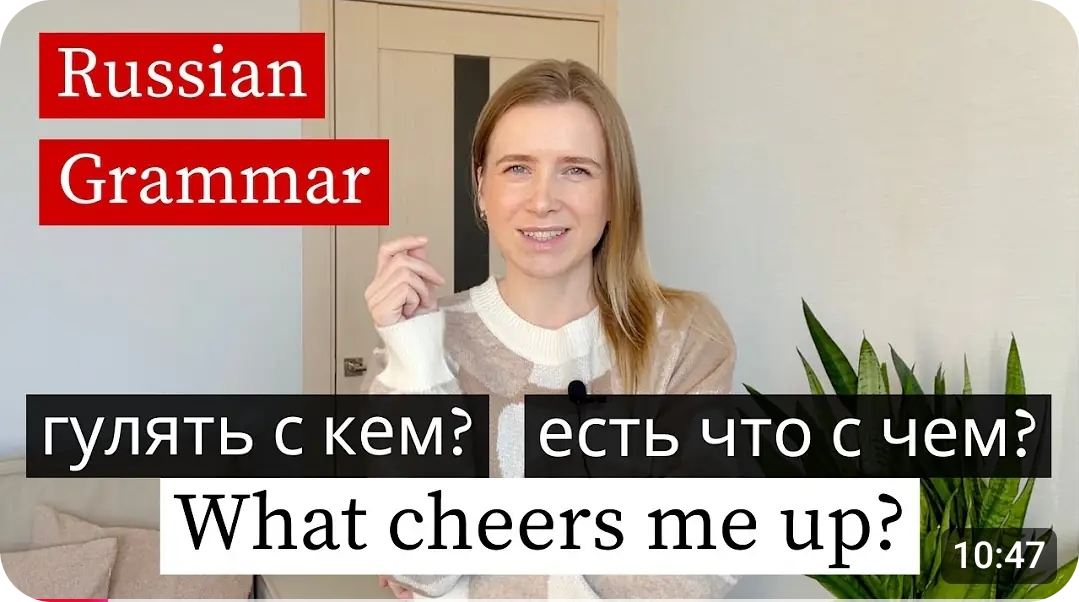 Russian
Grammar
гулять с кем?
есть что с чем?
What cheers me up?
10:47